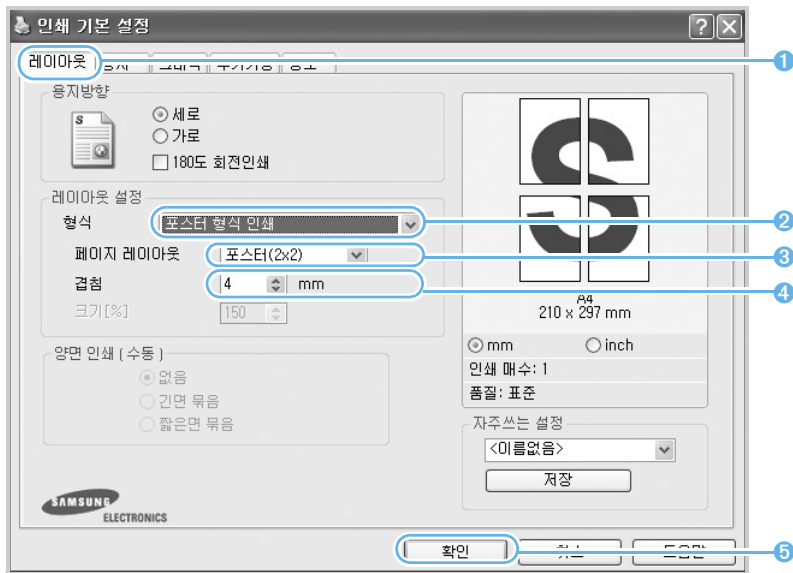 인쇄 기본 설정
레이아웃
1
용지방향
S
세로
가로
180도 회전인쇄
레이아웃 설정
형식 포스터 형식 인쇄
2
페이지 레이아웃 포스터(2x2)
3
겹침 4 mm
4
크기[%] 150
양면 인쇄 ( 수동 )
없음
긴면 묶음
짧은면 묶음
SAMSUNG
ELECTRONICS
S
A4
210 x 297 mm
mm inch
인쇄 매수: 1
품질: 표준
자주쓰는 설정
<이름없음>
저장
확인
5